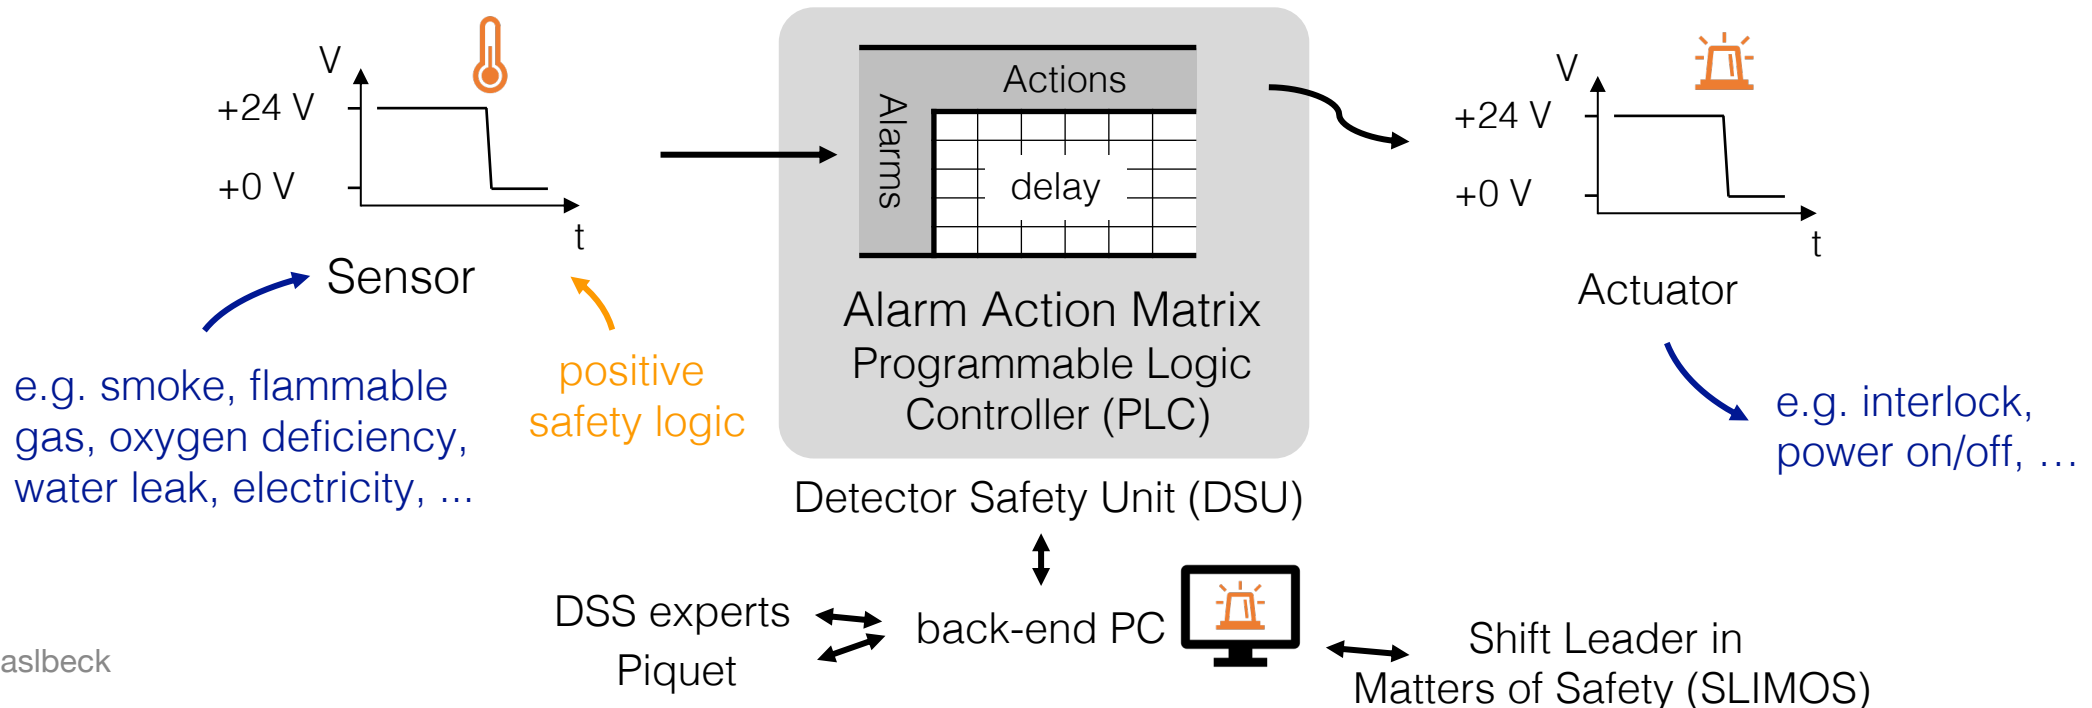 V
+24 V
+0 V
t
Sensor
e.g. smoke, flammable
gas, oxygen deficiency,
water leak, electricity, ...
positive
safety logic
Actions
Alarms
delay
Alarm Action Matrix
Programmable Logic
Controller (PLC)
Detector Safety Unit (DSU)
V
+24 V
+0 V
t
Actuator
e.g. interlock,
power on/off, …
DSS experts
Piquet
back-end PC
Shift Leader in
Matters of Safety (SLIMOS)
aslbeck